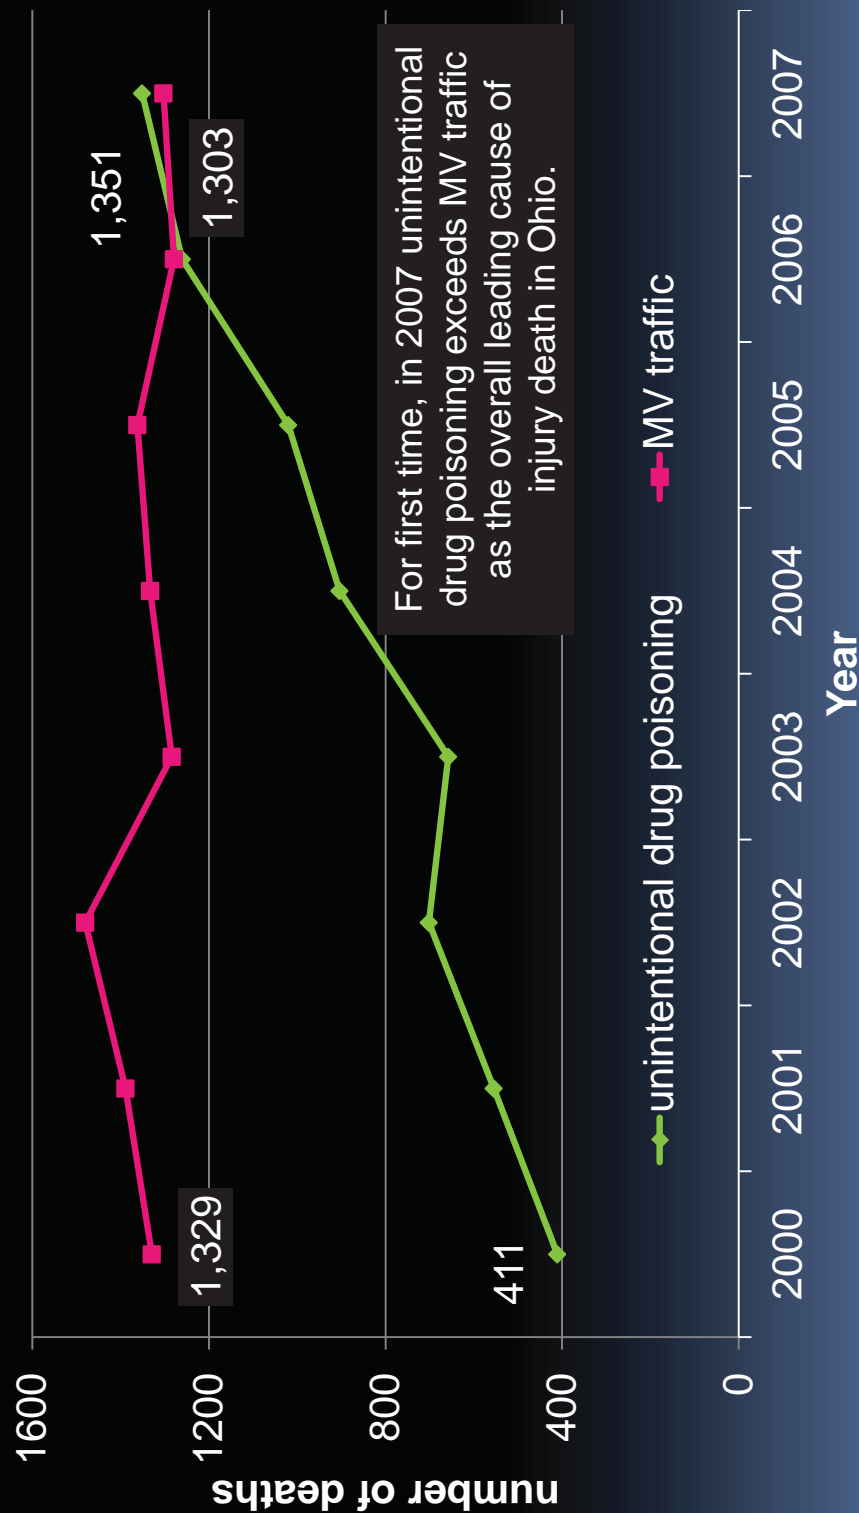 1600
1200
800
400
0
number of deaths
1,329
411
1,351
1,303
For first time, in 2007 unintentional
drug poisoning exceeds MV traffic
as the overall leading cause of
injury death in Ohio.
unintentional drug poisoning
MV traffic
2000 2001 2002 2003 2004 2005 2006 2007
Year